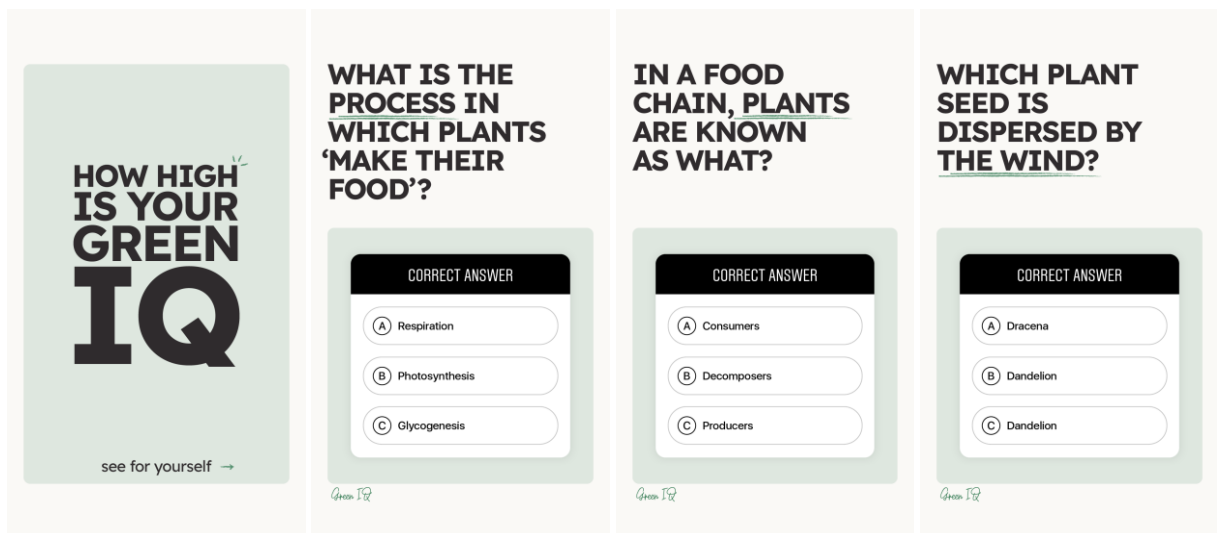 HOW HIGH
IS YOUR
GREEN
IQ
see for yourself →
WHAT IS THE
PROCESS IN
WHICH PLANTS
‘MAKE THEIR
FOOD’?
CORRECT ANSWER
A Respiration
B Photosynthesis
C Glycogenesis
Green IQ
IN A FOOD
CHAIN, PLANTS
ARE KNOWN
AS WHAT?
CORRECT ANSWER
A Consumers
B Decomposers
C Producers
Green IQ
WHICH PLANT
SEED IS
DISPERSED BY
THE WIND?
CORRECT ANSWER
A Dracena
B Dandelion
C Dandelion
Green IQ